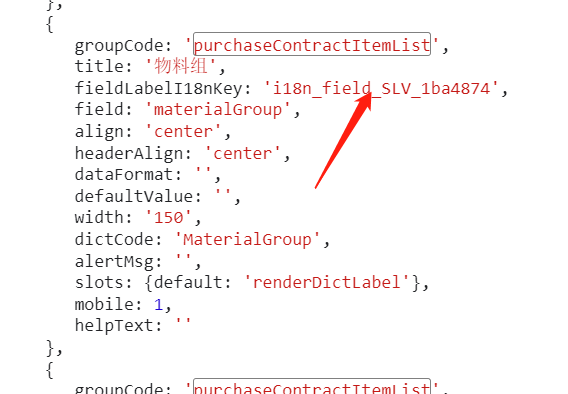 },
{
groupCode: 'purchaseContractItemList',
title: '物料组',
fieldLabelI18nKey: 'i18n_field_SLV_1ba4874',
field: 'materialGroup',
align: 'center',
headerAlign: 'center',
dataFormat: '',
defaultValue: '',
width: '150',
dictCode: 'MaterialGroup',
alertMsg: '',
slots: {default: 'renderDictLabel'},
mobile: 1,
helpText: ''
},
{
groupCode: 'purchaseContractItemList',